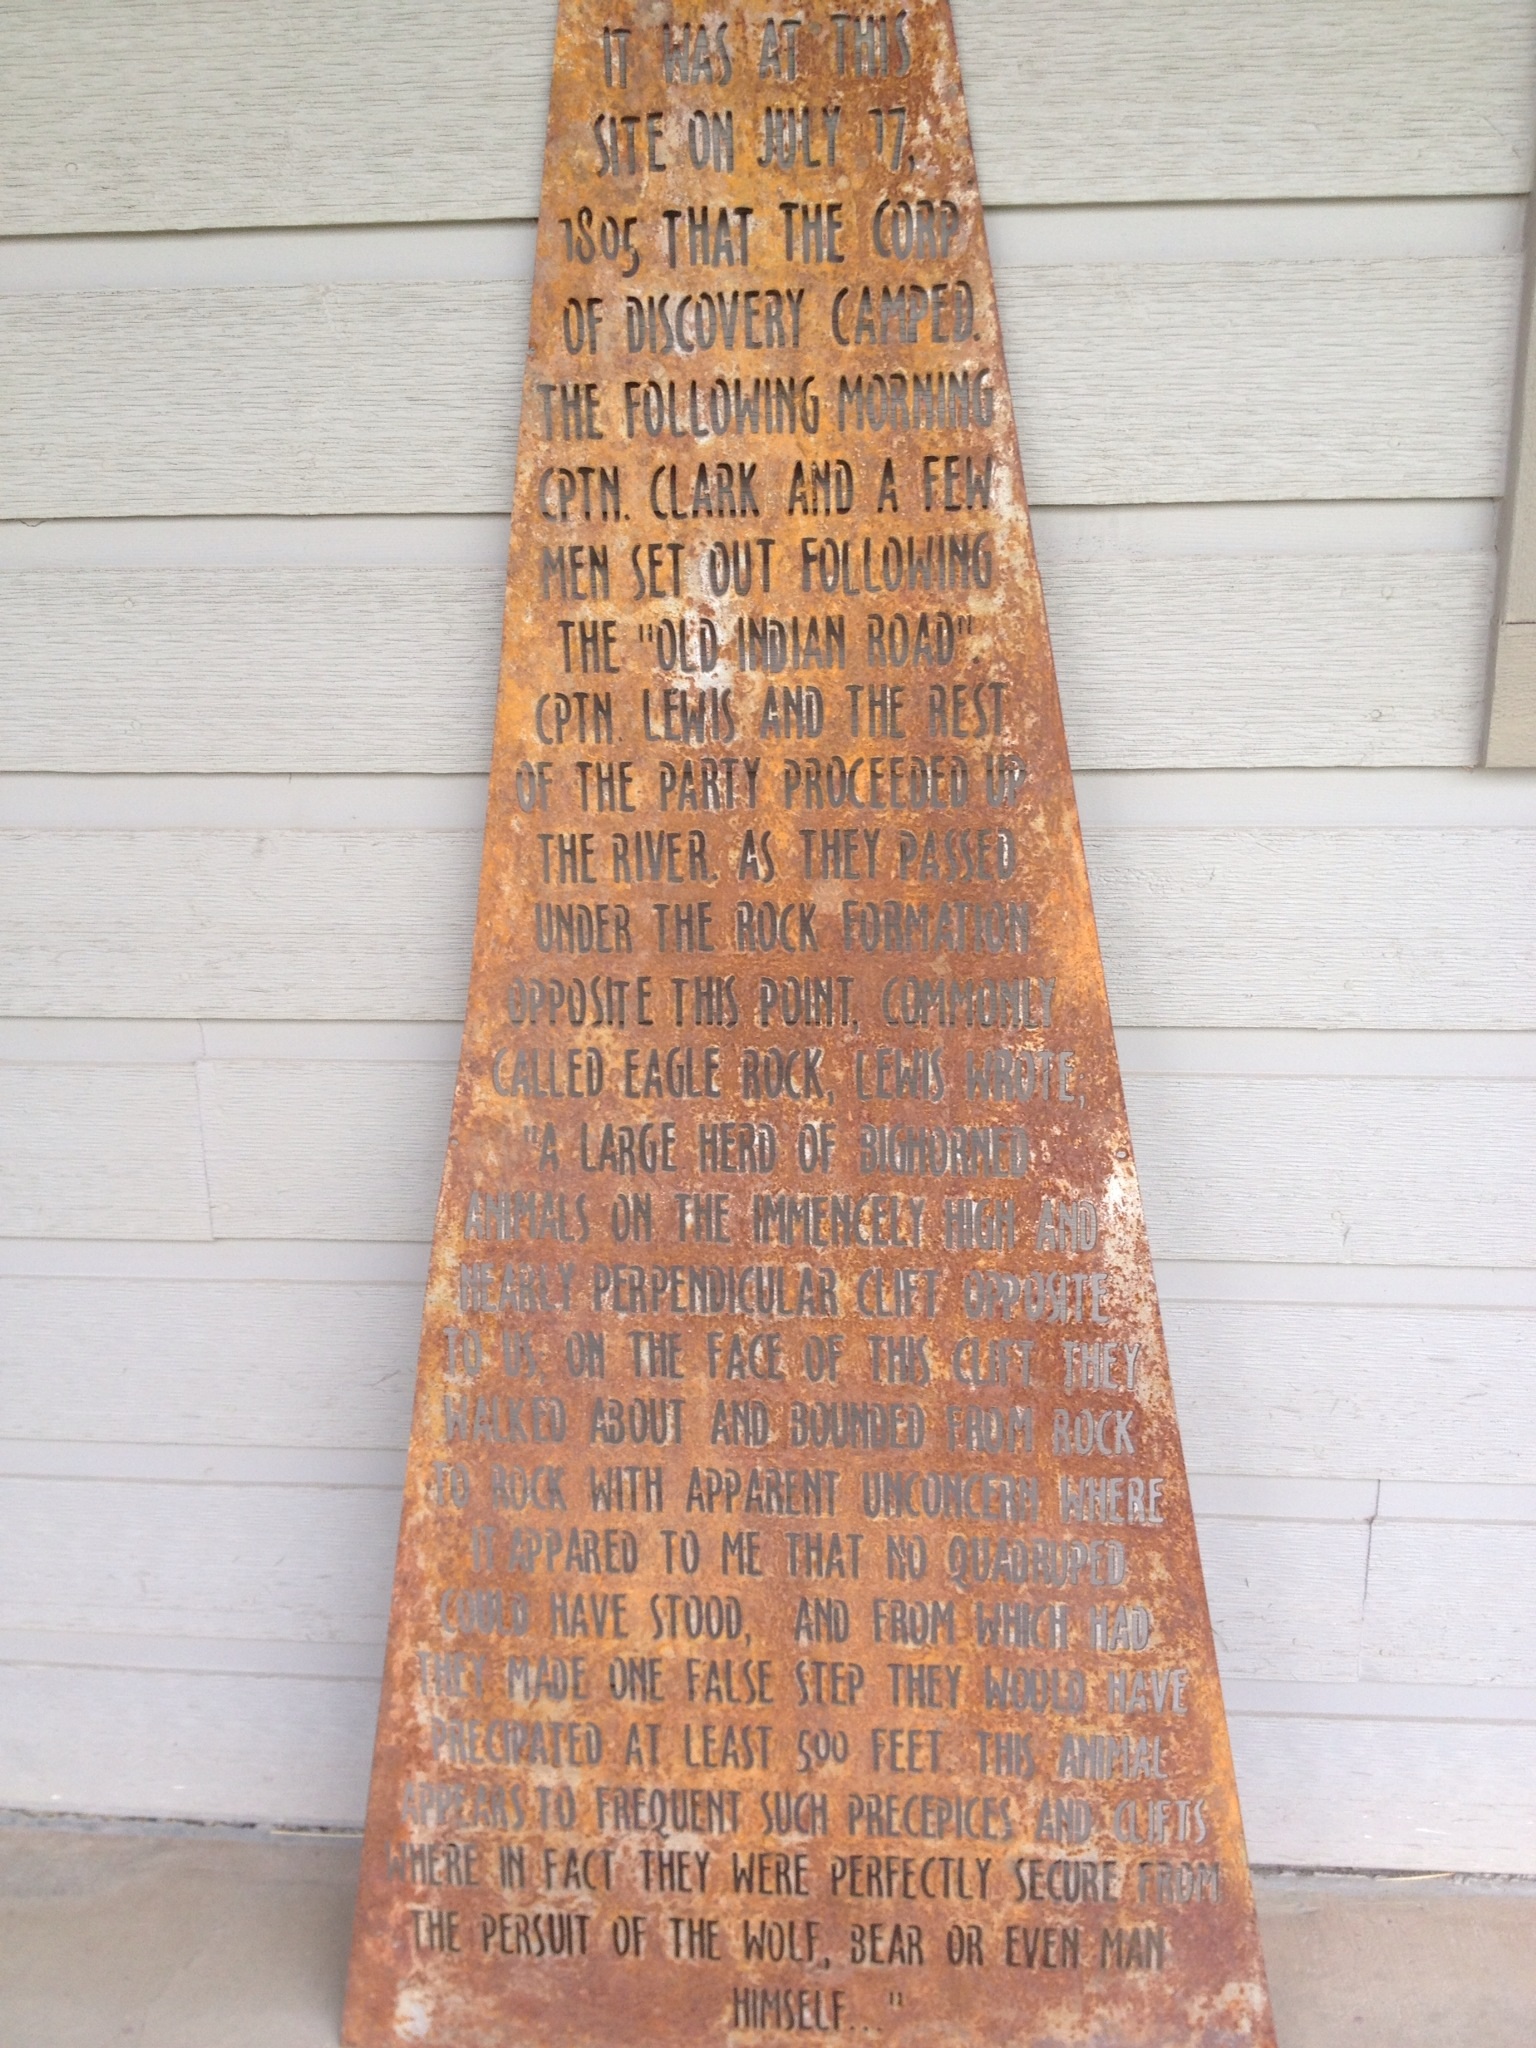 IT WAS AT THIS
SITE ON JULY 17,
1805 THAT THE CORP
OF DISCOVERY CAMPED.
THE FOLLOWING MORNING
CPTN. CLARK AND A FEW
MEN SET OUT FOLLOWING
THE "OLD INDIAN ROAD"
CPTN. LEWIS AND THE REST
OF THE PARTY PROCEEDED UP
THE RIVER. AS THEY PASSED
UNDER THE ROCK FORMATION
OPPOSITE THIS POINT, COMMONLY
CALLED EAGLE ROCK, LEWIS WROTE;
"A LARGE HERD OF BIGHORNED
ANIMALS ON THE IMMENCELY HIGH AND
NEARLY PERPENDICULAR CLIFT OPPOSITE
TO US; ON THE FACE OF THIS CLIFT THEY
WALKED ABOUT AND BOUNDED FROM ROCK
TO ROCK WITH APPARENT UNCONCERN WHERE
IT APPARED TO ME THAT NO QUADRUPED
COULD HAVE STOOD, AND FROM WHICH HAD
THEY MADE ONE FALSE STEP THEY WOULD HAVE
PRECIPATED AT LEAST 500 FEET. THIS ANIMAL
APPEARS TO FREQUENT SUCH PRECEPICES AND CLIFTS
WHERE IN FACT THEY WERE PERFECTLY SECURE FROM
THE PERSUIT OF THE WOLF, BEAR OR EVEN MAN
HIMSELF..."